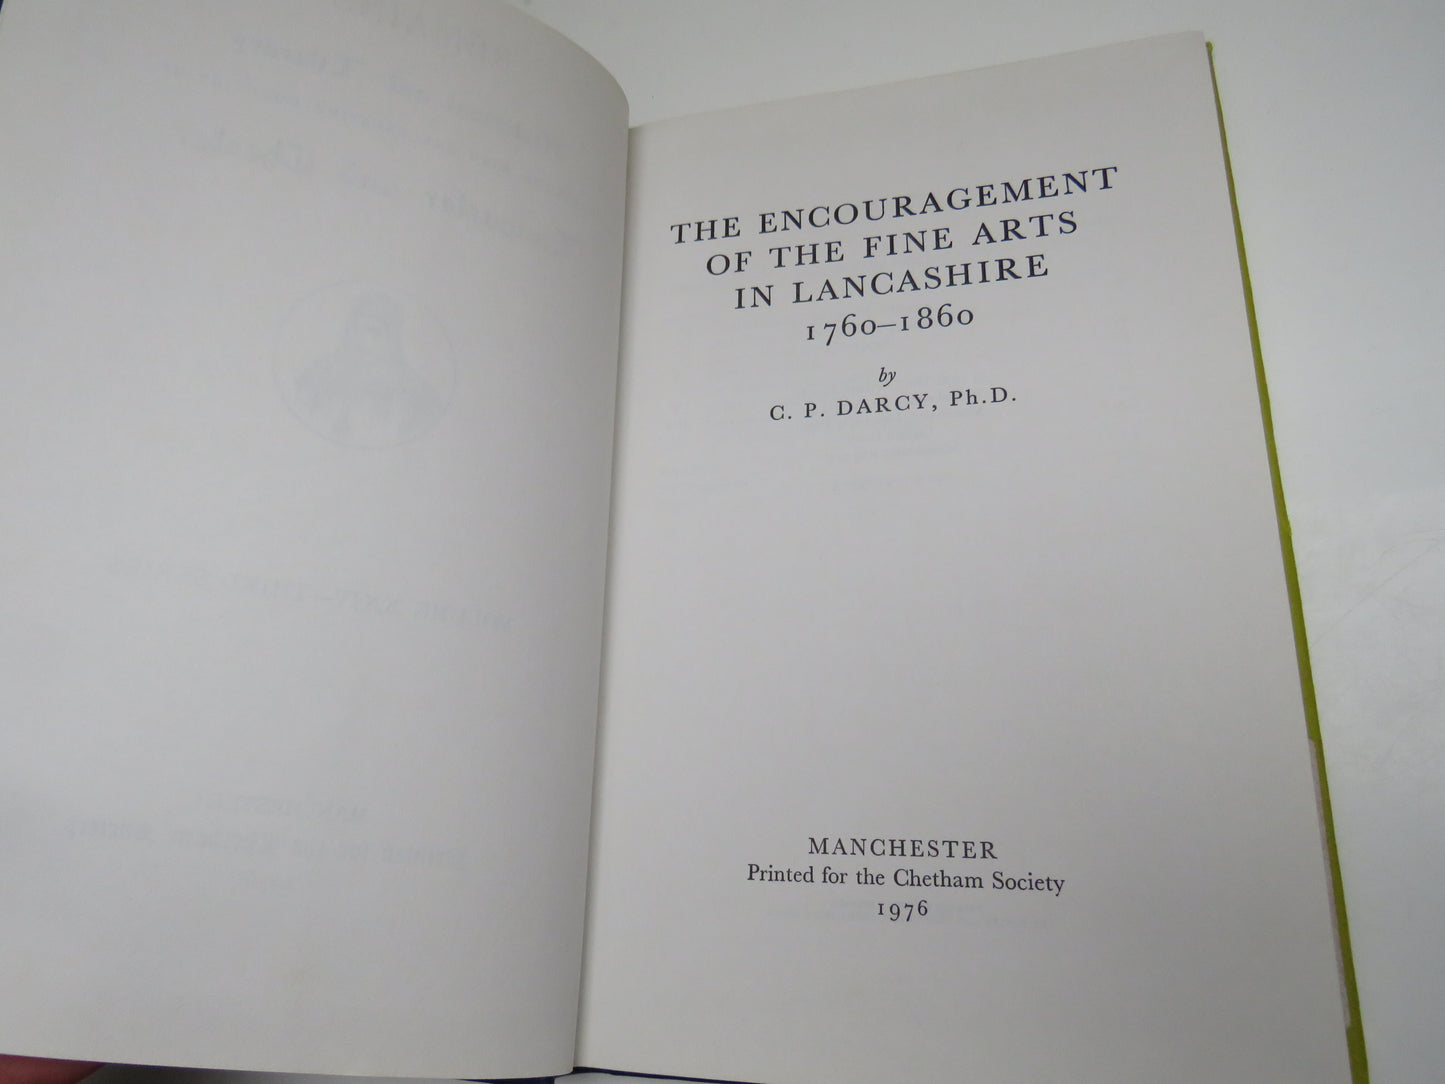 THE ENCOURAGEMENT
OF THE FINE ARTS
IN LANCASHIRE
1760–1860
by
C. P. DARCY, Ph.D.
MANCHESTER
Printed for the Chetham Society
1976